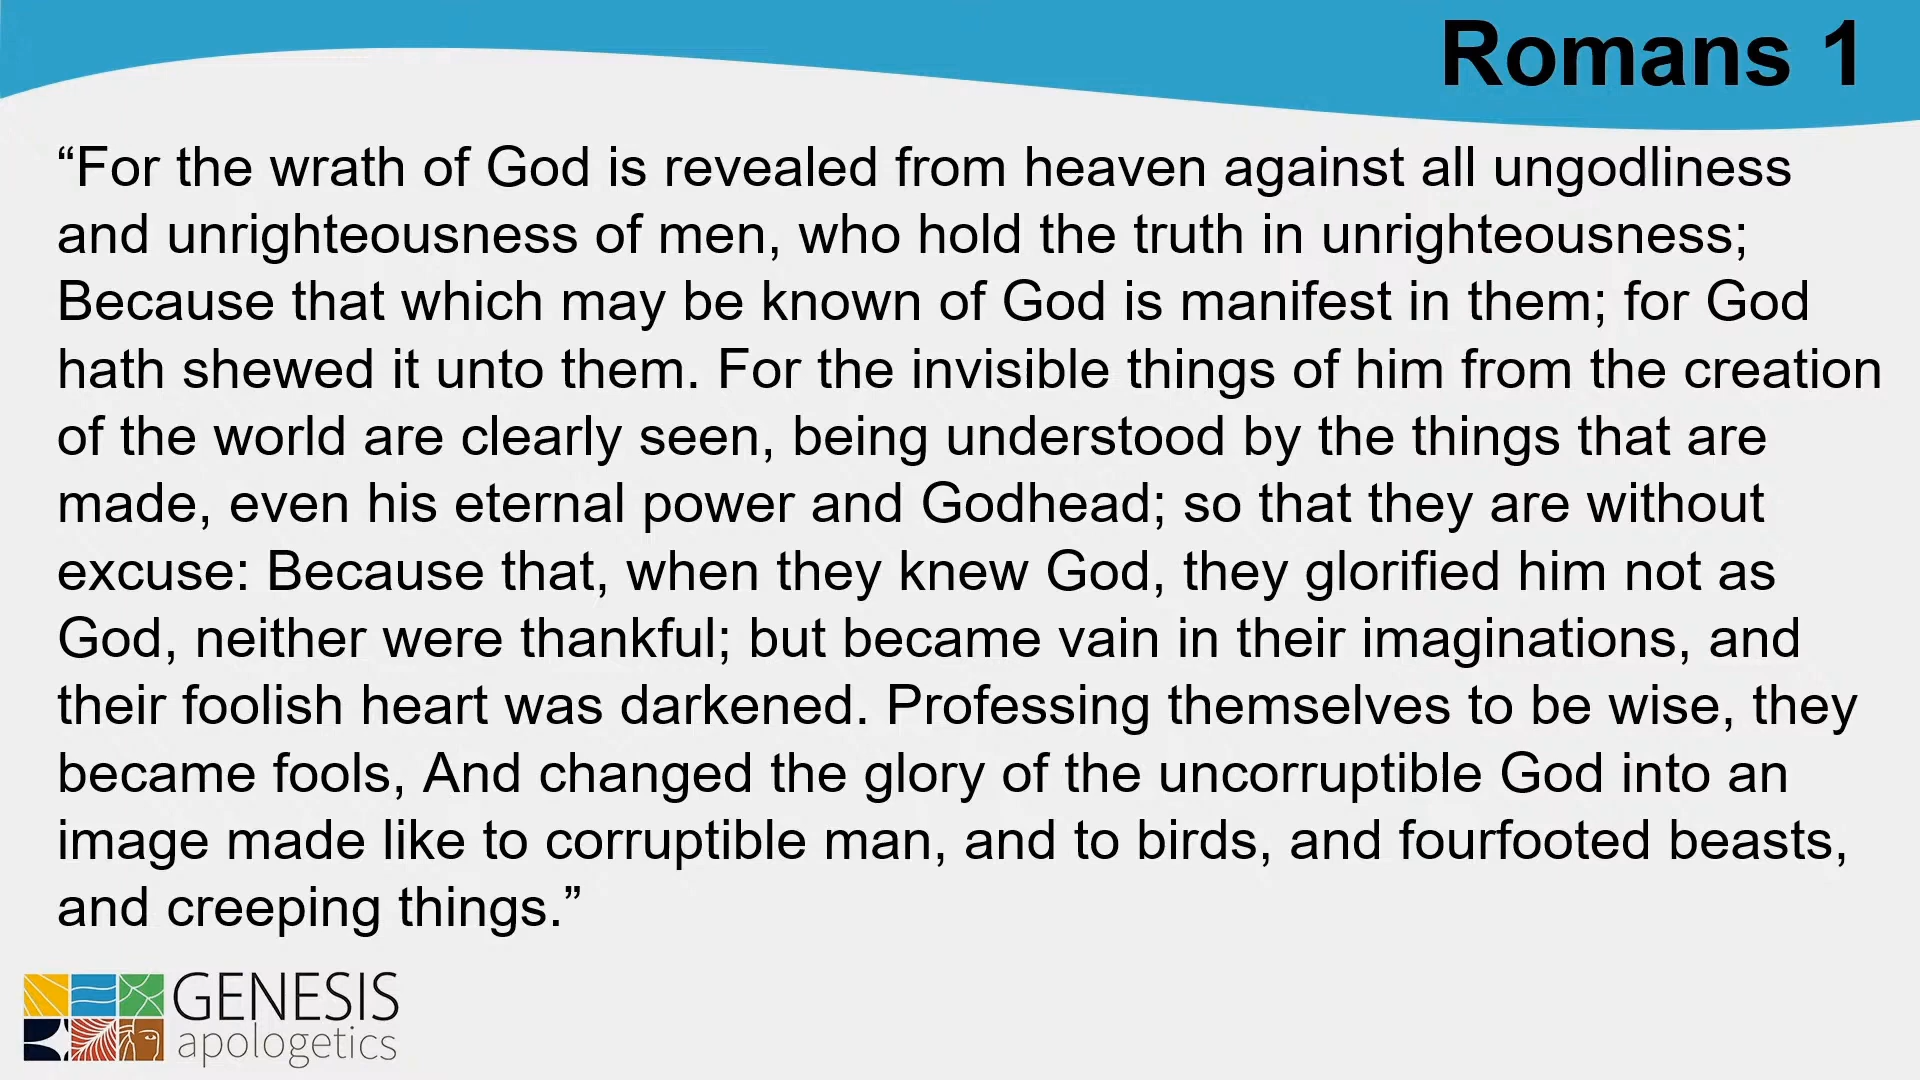 Romans 1
“For the wrath of God is revealed from heaven against all ungodliness
and unrighteousness of men, who hold the truth in unrighteousness;
Because that which may be known of God is manifest in them; for God
hath shewed it unto them. For the invisible things of him from the creation
of the world are clearly seen, being understood by the things that are
made, even his eternal power and Godhead; so that they are without
excuse: Because that, when they knew God, they glorified him not as
God, neither were thankful; but became vain in their imaginations, and
their foolish heart was darkened. Professing themselves to be wise, they
became fools, And changed the glory of the uncorruptible God into an
image made like to corruptible man, and to birds, and fourfooted beasts,
and creeping things.”
GENESIS
apologetics